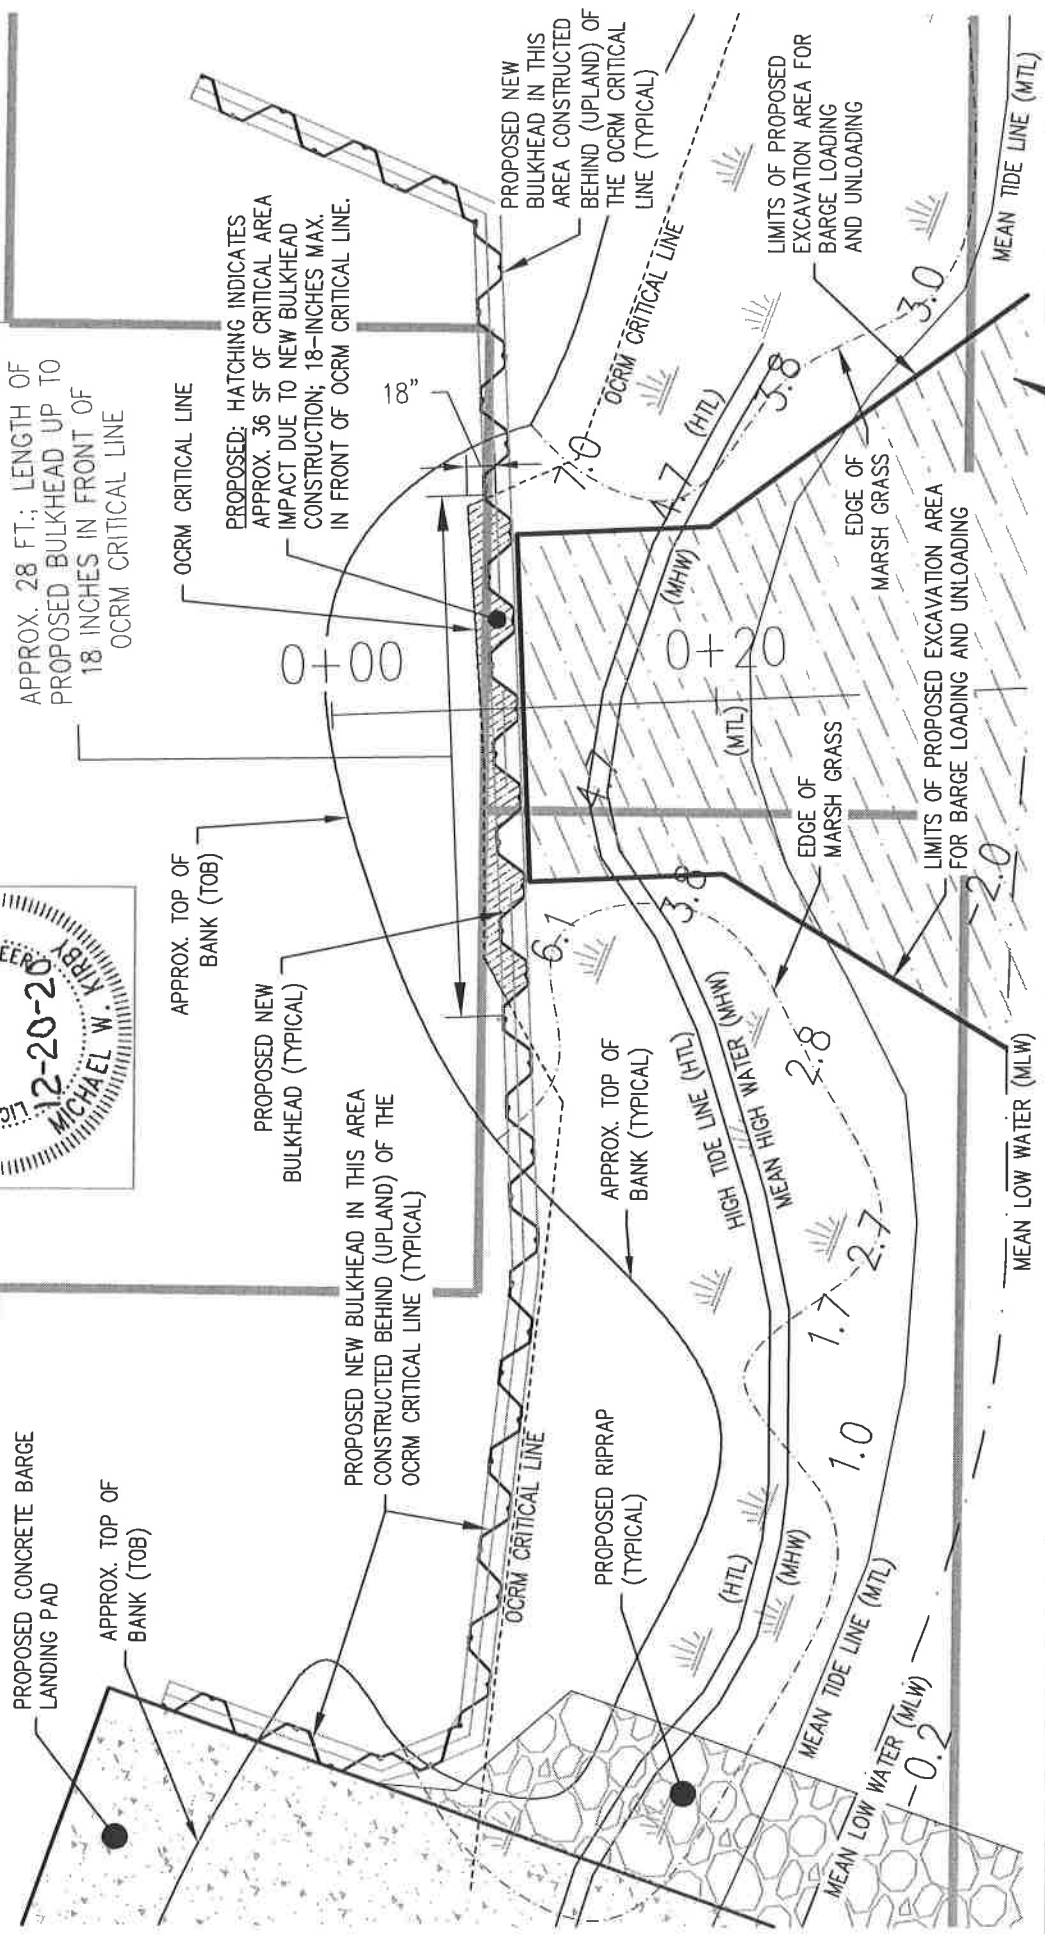 PROPOSED CONCRETE BARGE
LANDING PAD
APPROX. TOP OF
BANK (TOB)
PROPOSED NEW BULKHEAD IN THIS AREA
CONSTRUCTED BEHIND (UPLAND) OF THE
OCRM CRITICAL LINE (TYPICAL)
12-20-20
MICHAEL W. KIRBY
APPROX. TOP OF
BANK (TOB)
PROPOSED NEW
BULKHEAD (TYPICAL)
APPROX. 28 FT.; LENGTH OF
PROPOSED BULKHEAD UP TO
18 INCHES IN FRONT OF
OCRM CRITICAL LINE
OCRM CRITICAL LINE
PROPOSED: HATCHING INDICATES
APPROX. 36 SF OF CRITICAL AREA
IMPACT DUE TO NEW BULKHEAD
CONSTRUCTION; 18-INCHES MAX.
IN FRONT OF OCRM CRITICAL LINE.
18"
0+00
PROPOSED NEW
BULKHEAD IN THIS
AREA CONSTRUCTED
BEHIND (UPLAND) OF
THE OCRM CRITICAL
LINE (TYPICAL)
OCRM CRITICAL LINE
OCRM CRITICAL LINE
PROPOSED RIPRAP
(TYPICAL)
APPROX. TOP OF
BANK (TYPICAL)
6.1
7.0
4.7
4.7
(HTL)
(MHW)
3.8
3.8
3.0
0+20
(MTL)
HIGH TIDE LINE (HTL)
MEAN HIGH WATER (MHW)
(HTL)
(MHW)
2.8
2.7
1.7
1.0
EDGE OF
MARSH GRASS
EDGE OF
MARSH GRASS
LIMITS OF PROPOSED
EXCAVATION AREA FOR
BARGE LOADING
AND UNLOADING
LIMITS OF PROPOSED EXCAVATION AREA
FOR BARGE LOADING AND UNLOADING
-2.0
MEAN TIDE LINE (MTL)
MEAN TIDE LINE (MTL)
MEAN LOW WATER (MLW)
-0.2
MEAN LOW WATER (MLW)